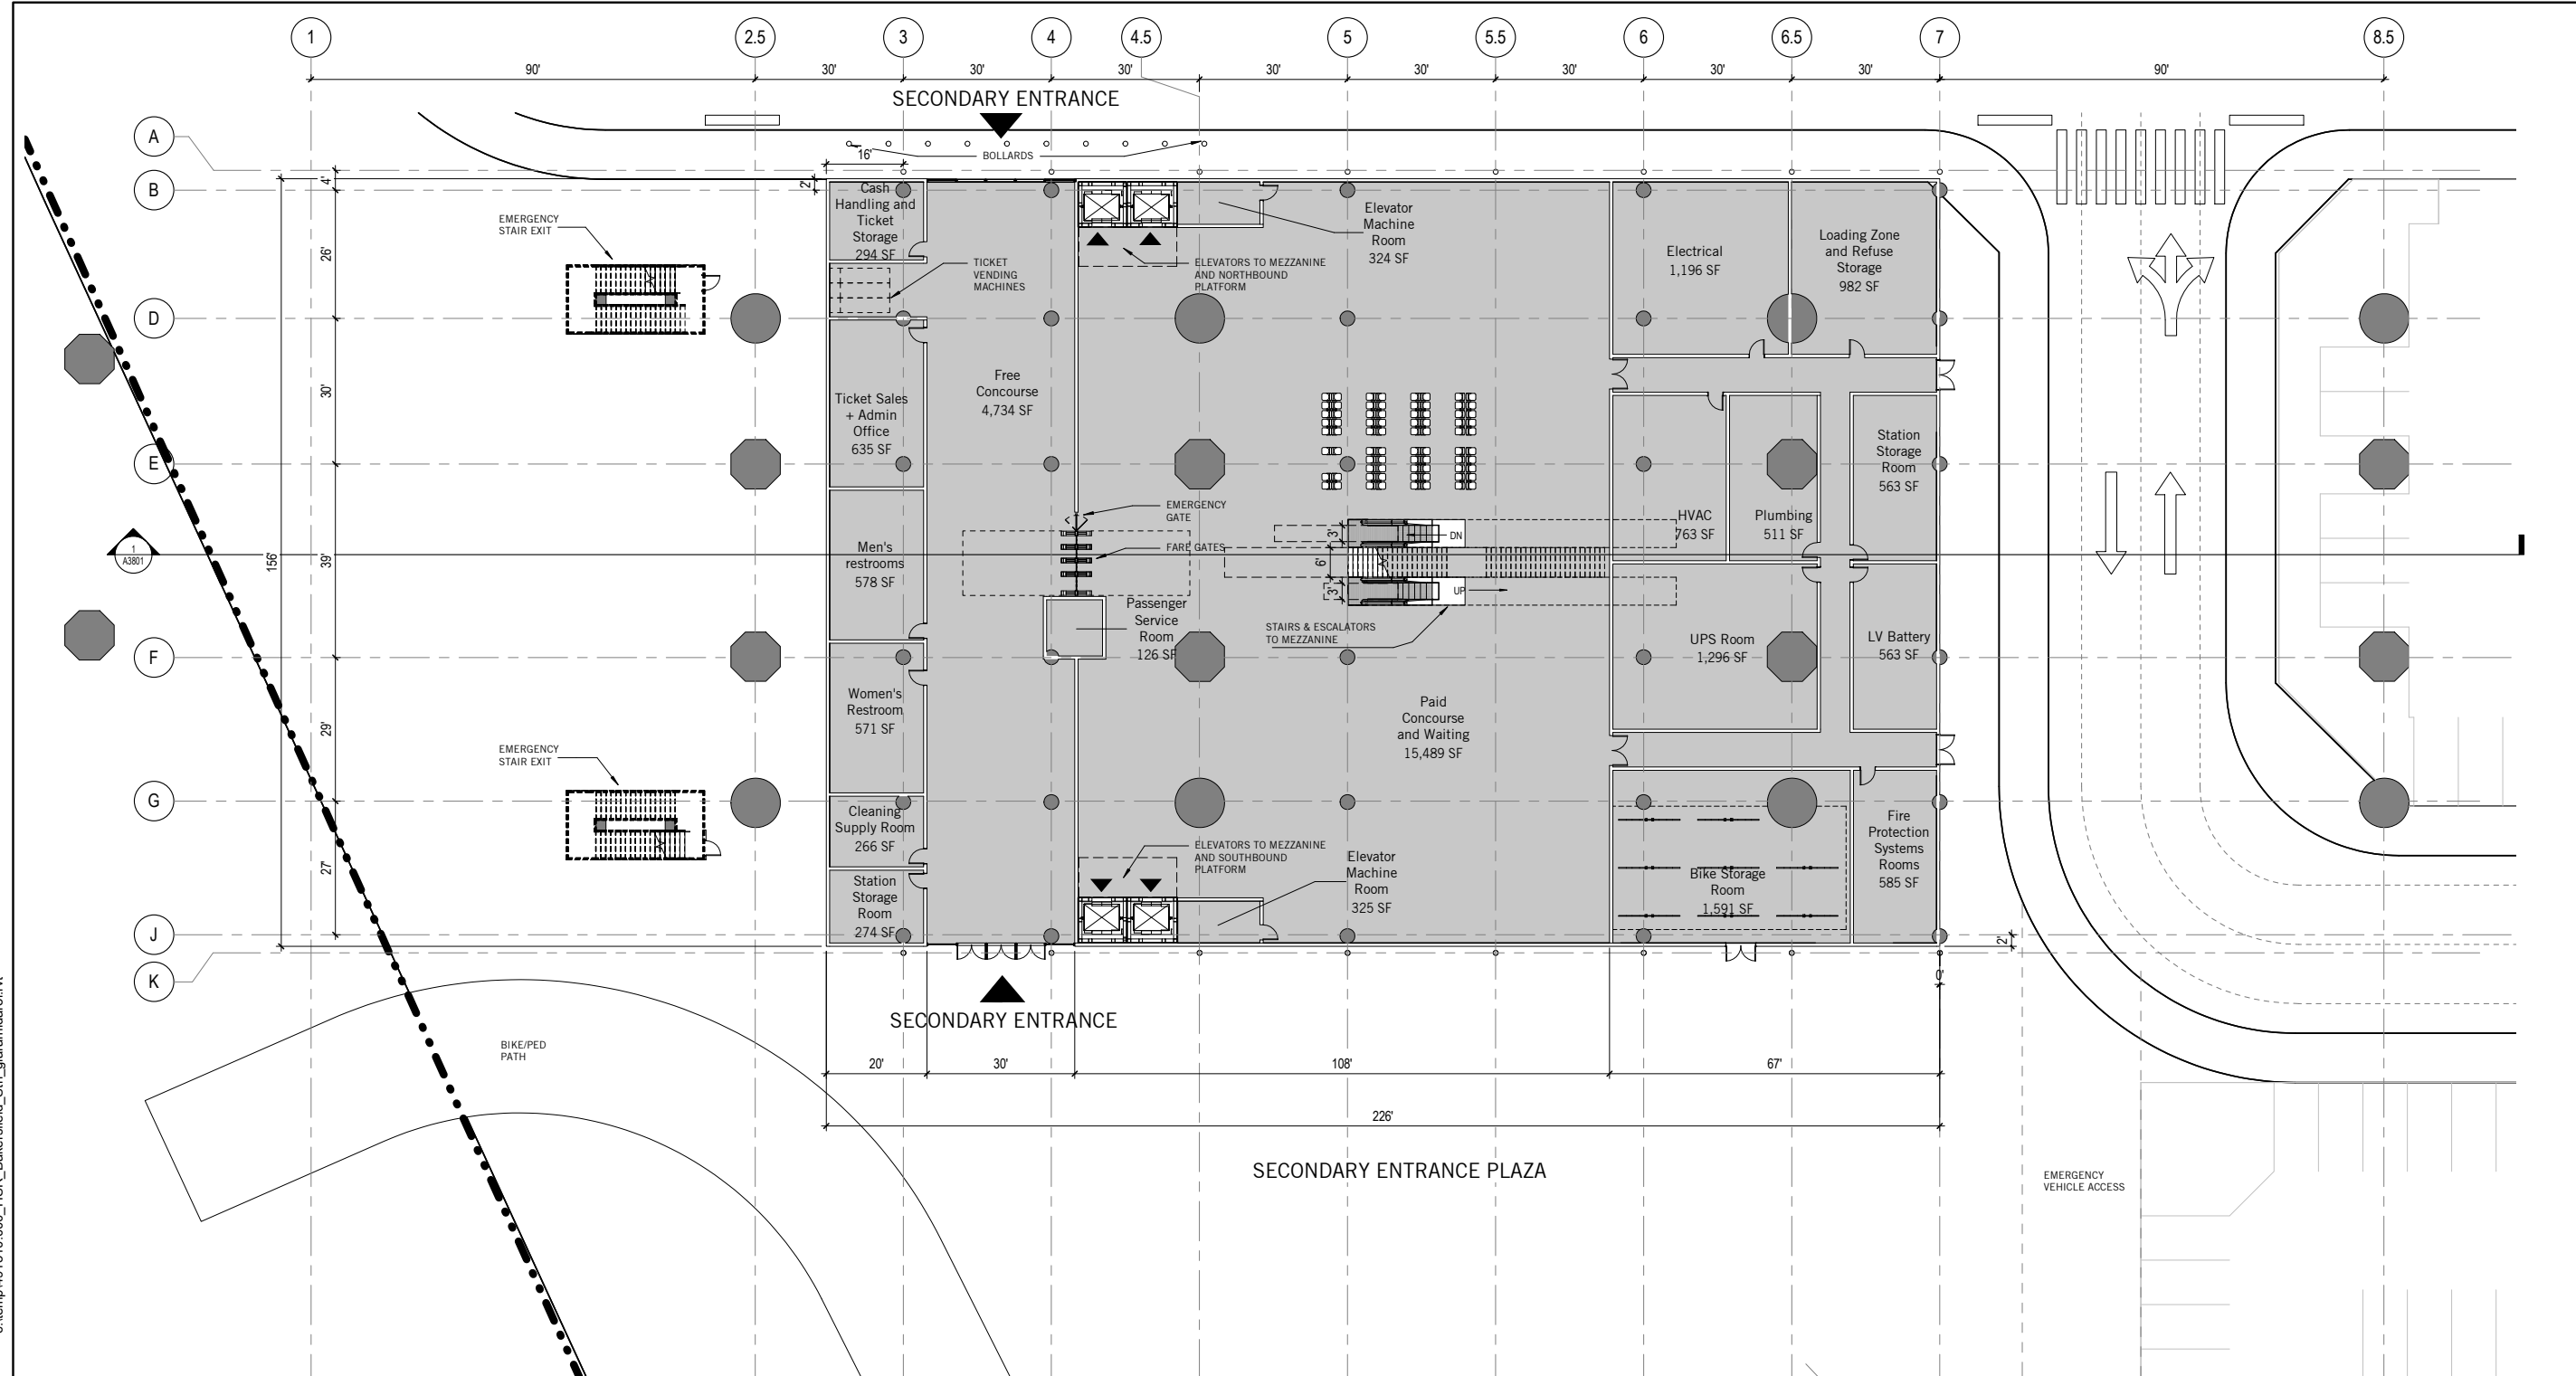 1
2.5
3
4
4.5
5
5.5
6
6.5
7
8.5
90'
30'
30'
30'
30'
30'
30'
30'
30'
90'
SECONDARY ENTRANCE
A
B
D
E
F
G
J
K
BOLLARDS
16'
2'
4'
26'
30'
39'
29'
27'
156'
1
A3801
EMERGENCY
STAIR EXIT
Cash
Handling and
Ticket
Storage
294 SF
TICKET
VENDING
MACHINES
Ticket Sales
+ Admin
Office
635 SF
Free
Concourse
4,734 SF
ELEVATORS TO MEZZANINE
AND NORTHBOUND
PLATFORM
Elevator
Machine
Room
324 SF
Electrical
1,196 SF
Loading Zone
and Refuse
Storage
982 SF
Station
Storage
Room
563 SF
HVAC
763 SF
Plumbing
511 SF
EMERGENCY
GATE
FARE GATES
Men's
restrooms
578 SF
3'
6'
3'
DN
UP
Passenger
Service
Room
126 SF
STAIRS & ESCALATORS
TO MEZZANINE
UPS Room
1,296 SF
LV Battery
563 SF
Women's
Restroom
571 SF
Paid
Concourse
and Waiting
15,489 SF
EMERGENCY
STAIR EXIT
Cleaning
Supply Room
266 SF
Station
Storage
Room
274 SF
ELEVATORS TO MEZZANINE
AND SOUTHBOUND
PLATFORM
Elevator
Machine
Room
325 SF
Bike Storage
Room
1,591 SF
Fire
Protection
Systems
Rooms
585 SF
2'
0'
SECONDARY ENTRANCE
BIKE/PED
PATH
20'
30'
108'
67'
226'
SECONDARY ENTRANCE PLAZA
EMERGENCY
VEHICLE ACCESS